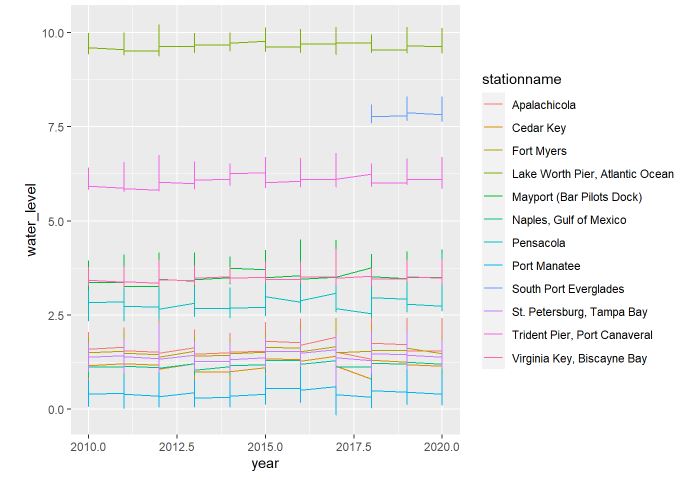 10.0
7.5
5.0
2.5
0.0
water_level
2010.0
2012.5
2015.0
2017.5
2020.0
year
stationname
Apalachicola
Cedar Key
Fort Myers
Lake Worth Pier, Atlantic Ocean
Mayport (Bar Pilots Dock)
Naples, Gulf of Mexico
Pensacola
Port Manatee
South Port Everglades
St. Petersburg, Tampa Bay
Trident Pier, Port Canaveral
Virginia Key, Biscayne Bay